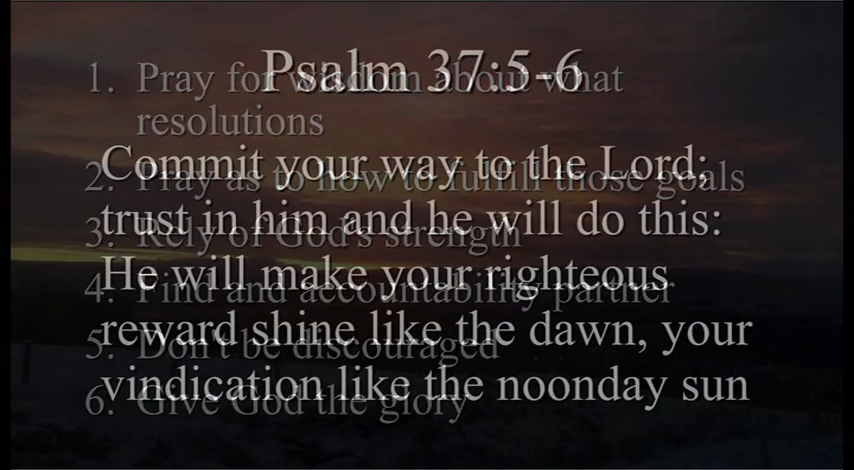 Psalm 37:5-6
Commit your way to the Lord;
trust in him and he will do this:
He will make your righteous
reward shine like the dawn, your
vindication like the noonday sun
1. Pray for wisdom about what
resolutions
2. Pray as to how to fulfill those goals
3. Rely of God's strength
4. Find and accountability partner
5. Don't be discouraged
6. Give God the glory